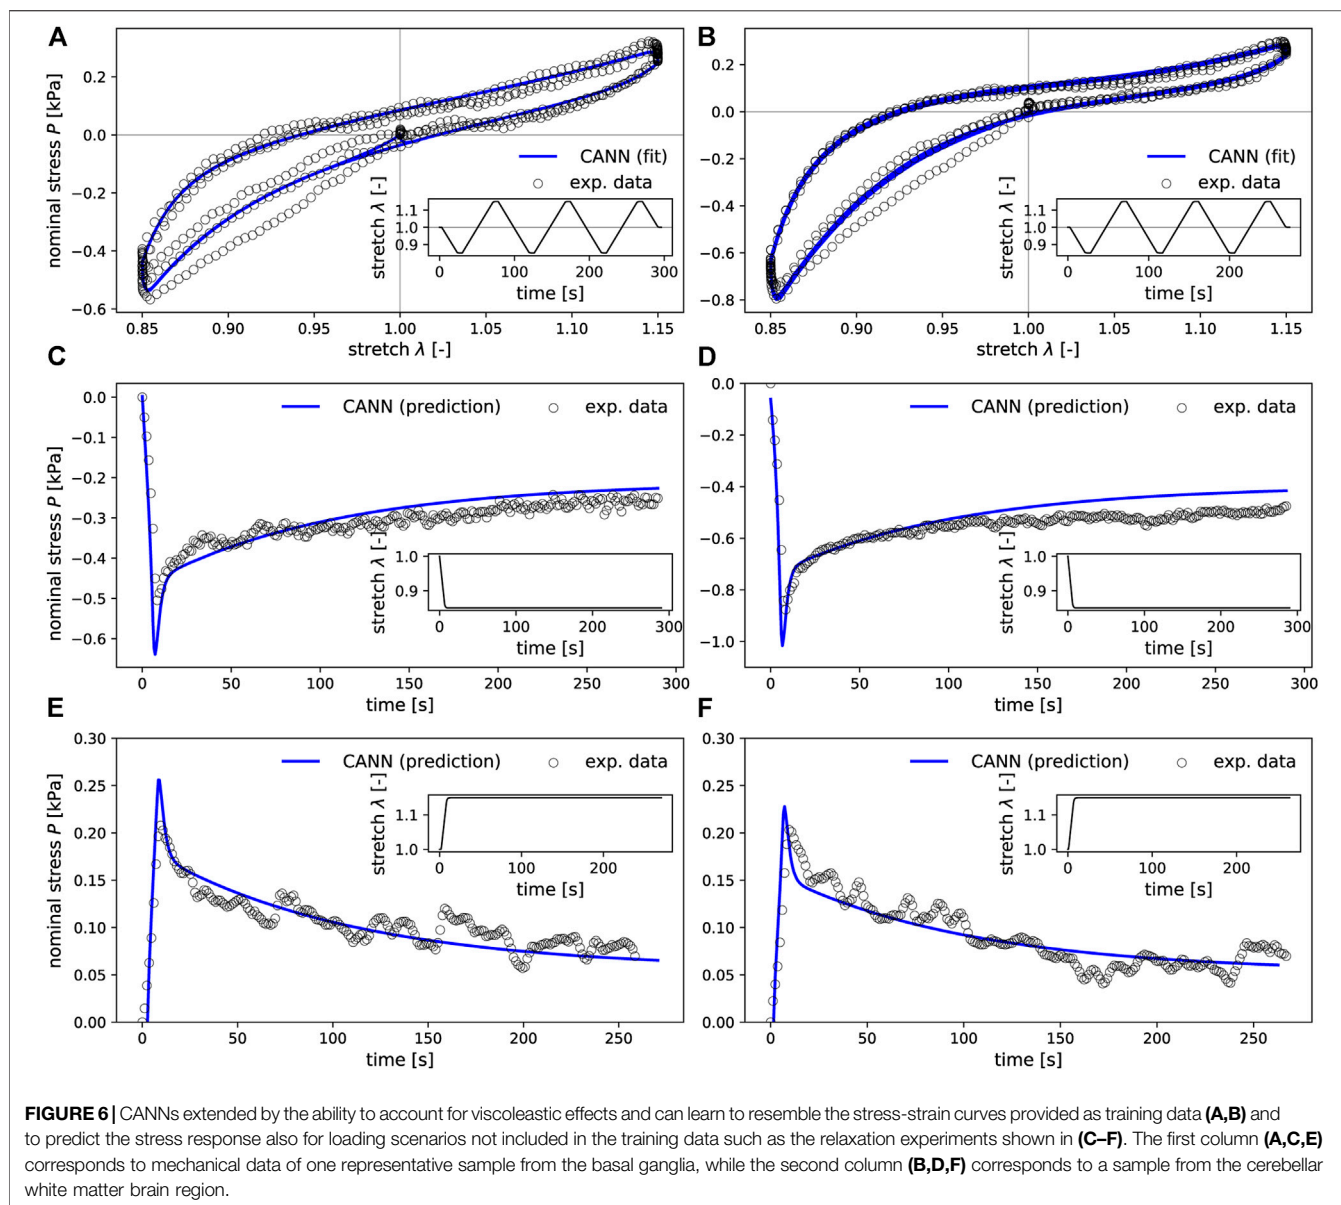 A
B
nominal stress P [kPa]
0.2
0.0
−0.2
−0.4
−0.6
CANN (fit)
exp. data
stretch λ [-]
1.1
1.0
0.9
0 100 200 300
time [s]
0.85 0.90 0.95 1.00 1.05 1.10 1.15
stretch λ [-]
0.2
0.0
−0.2
−0.4
−0.6
−0.8
CANN (fit)
exp. data
stretch λ [-]
1.1
1.0
0.9
0 100 200
time [s]
0.85 0.90 0.95 1.00 1.05 1.10 1.15
stretch λ [-]
C
D
nominal stress P [kPa]
0.0
−0.1
−0.2
−0.3
−0.4
−0.5
−0.6
CANN (prediction) exp. data
stretch λ [-]
1.0
0.9
0 100 200 300
time [s]
0 50 100 150 200 250 300
time [s]
0.0
−0.2
−0.4
−0.6
−0.8
−1.0
CANN (prediction) exp. data
stretch λ [-]
1.0
0.9
0 100 200 300
time [s]
0 50 100 150 200 250 300
time [s]
E
F
nominal stress P [kPa]
0.30
0.25
0.20
0.15
0.10
0.05
0.00
CANN (prediction) exp. data
stretch λ [-]
1.1
1.0
0 100 200
time [s]
0 50 100 150 200 250
time [s]
0.30
0.25
0.20
0.15
0.10
0.05
0.00
CANN (prediction) exp. data
stretch λ [-]
1.1
1.0
0 100 200
time [s]
0 50 100 150 200 250
time [s]
FIGURE 6 | CANNs extended by the ability to account for viscoleastic effects and can learn to resemble the stress-strain curves provided as training data (A,B) and
to predict the stress response also for loading scenarios not included in the training data such as the relaxation experiments shown in (C–F). The first column (A,C,E)
corresponds to mechanical data of one representative sample from the basal ganglia, while the second column (B,D,F) corresponds to a sample from the cerebellar
white matter brain region.